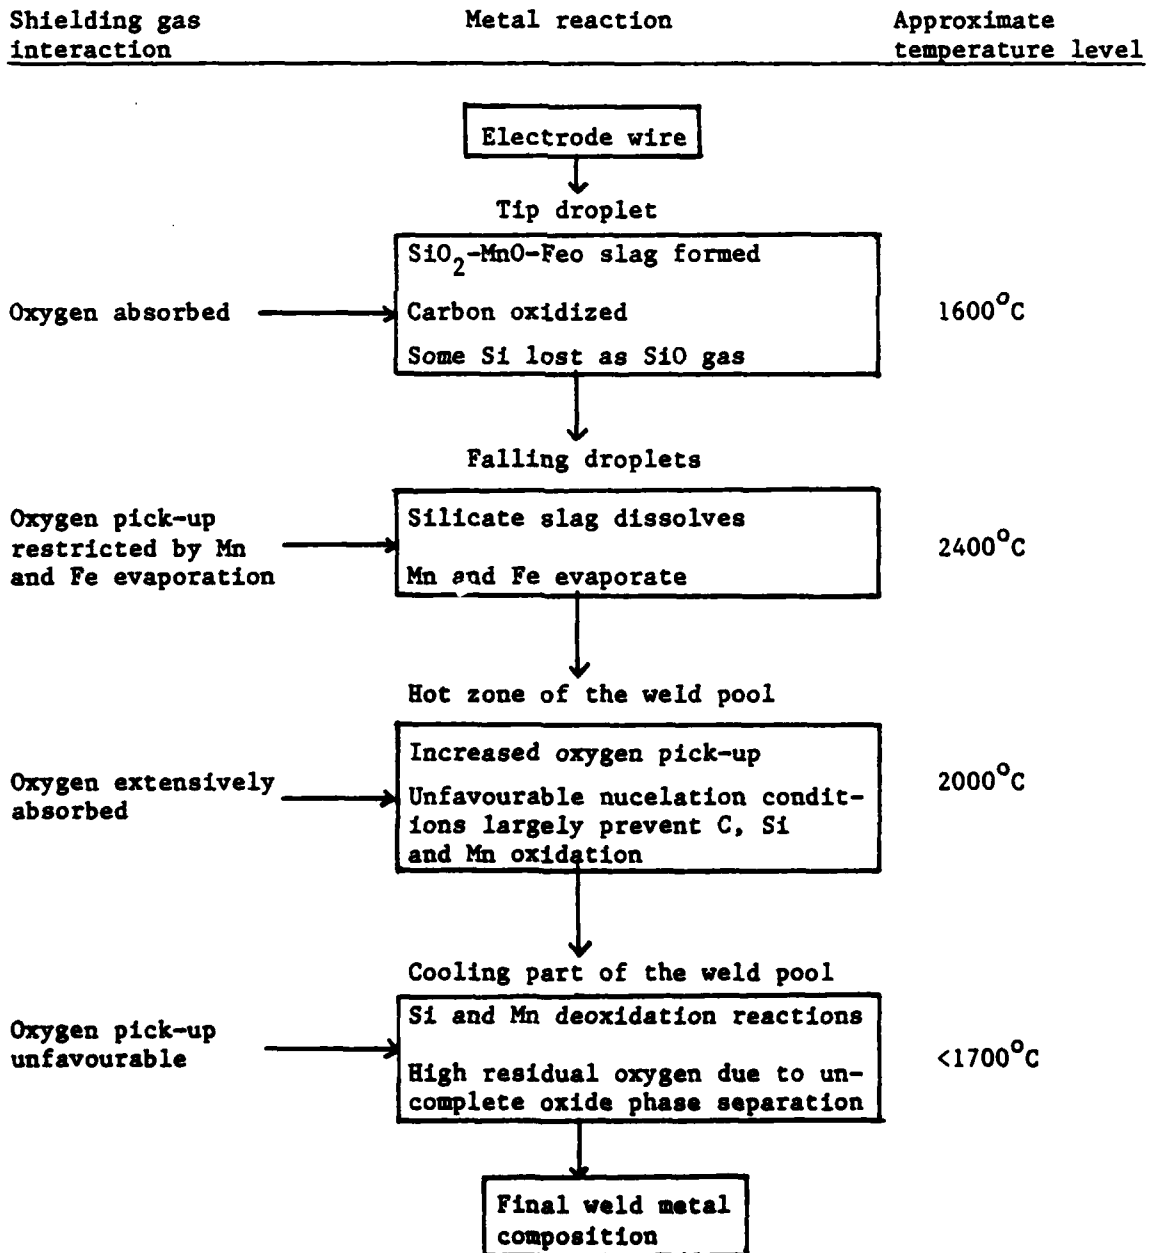 Shielding gas interaction
Metal reaction
Approximate temperature level
Electrode wire
Tip droplet
SiO2-MnO-Feo slag formed
Oxygen absorbed
Carbon oxidized
1600°C
Some Si lost as SiO gas
Falling droplets
Oxygen pick-up
restricted by Mn
and Fe evaporation
Silicate slag dissolves
Mn and Fe evaporate
2400°C
Hot zone of the weld pool
Oxygen extensively
absorbed
Increased oxygen pick-up
Unfavourable nucelation condit-
ions largely prevent C, Si
and Mn oxidation
2000°C
Cooling part of the weld pool
Oxygen pick-up
unfavourable
Si and Mn deoxidation reactions
High residual oxygen due to un-
complete oxide phase separation
<1700°C
Final weld metal
composition